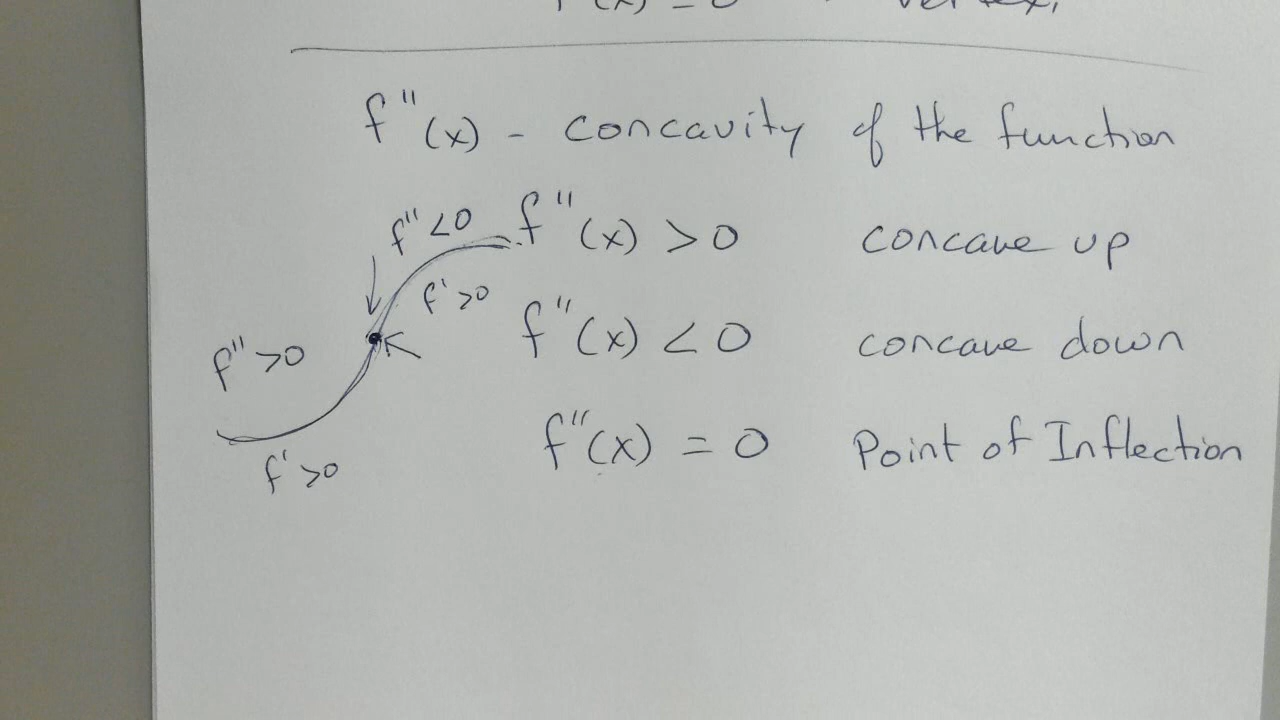 f''(x) - concavity of the function
f''<0 f''(x) > 0 concave up
f'>0
f''(x) < 0 concave down
f''>0
f''(x) = 0 Point of Inflection
f'>0